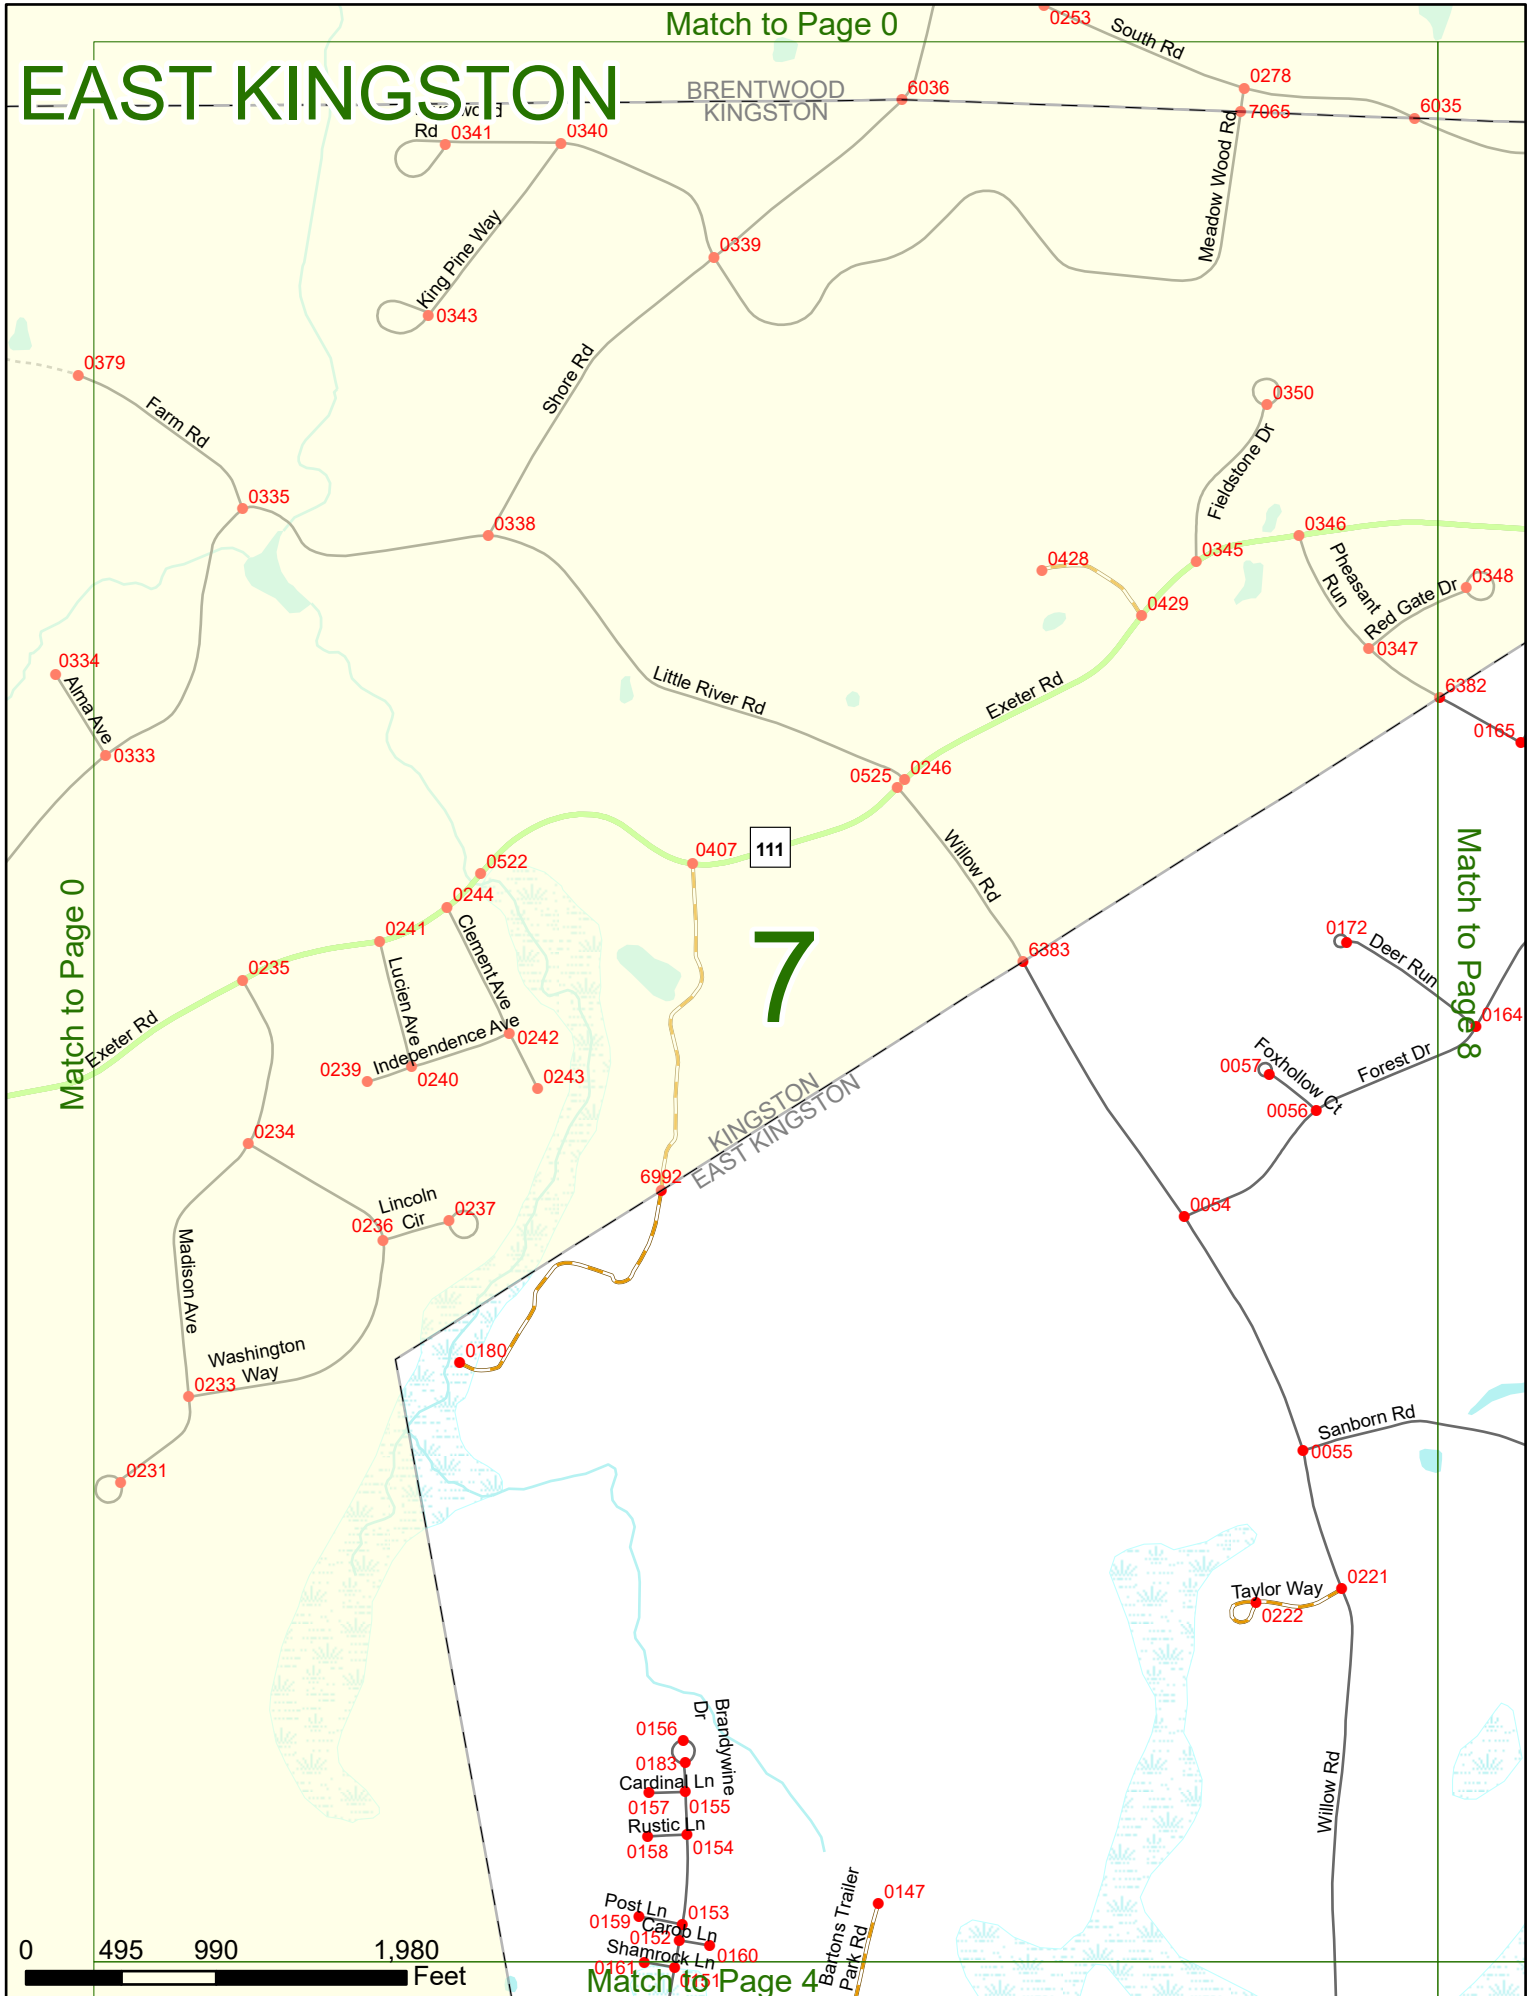 Match to Page 0
EAST KINGSTON
BRENTWOOD
KINGSTON
0253
South Rd
0278
6036
7065
6035
Rd
0341
0340
Meadow Wood Rd
King Pine Way
0339
0343
0379
Farm Rd
Shore Rd
0350
Fieldstone Dr
0335
0338
0346
0345
0428
Pheasant
Run
0348
Red Gate Dr
0429
0347
0334
Alma Ave
Little River Rd
Exeter Rd
6382
0165
0333
0525
0246
Willow Rd
0407
111
0522
0244
Match to Page 0
Match to Page 8
0241
Clement Ave
7
0172
Deer Run
0235
Lucien Ave
6383
Exeter Rd
0164
Independence Ave
0242
Foxhollow Ct
Forest Dr
0239
0240
0243
0057
0056
KINGSTON
EAST KINGSTON
0234
6992
Lincoln
Cir
0237
0236
0054
Madison Ave
Washington
Way
0180
0233
Sanborn Rd
0055
0231
Taylor Way
0221
0222
Brandywine
Dr
0156
0183
Cardinal Ln
0157
0155
Rustic Ln
0158
0154
Willow Rd
Bartons Trailer
Park Rd
0147
Post Ln
0159
0153
Carob Ln
0152
0160
Shamrock Ln
0161
0151
0
495
990
1,980
Feet
Match to Page 4